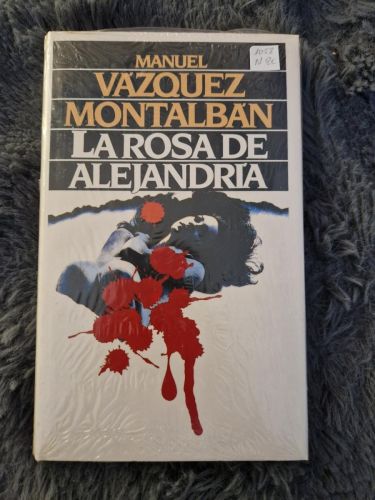 MANUEL
VÁZQUEZ
MONTALBÁN
LA ROSA DE
ALEJANDRÍA